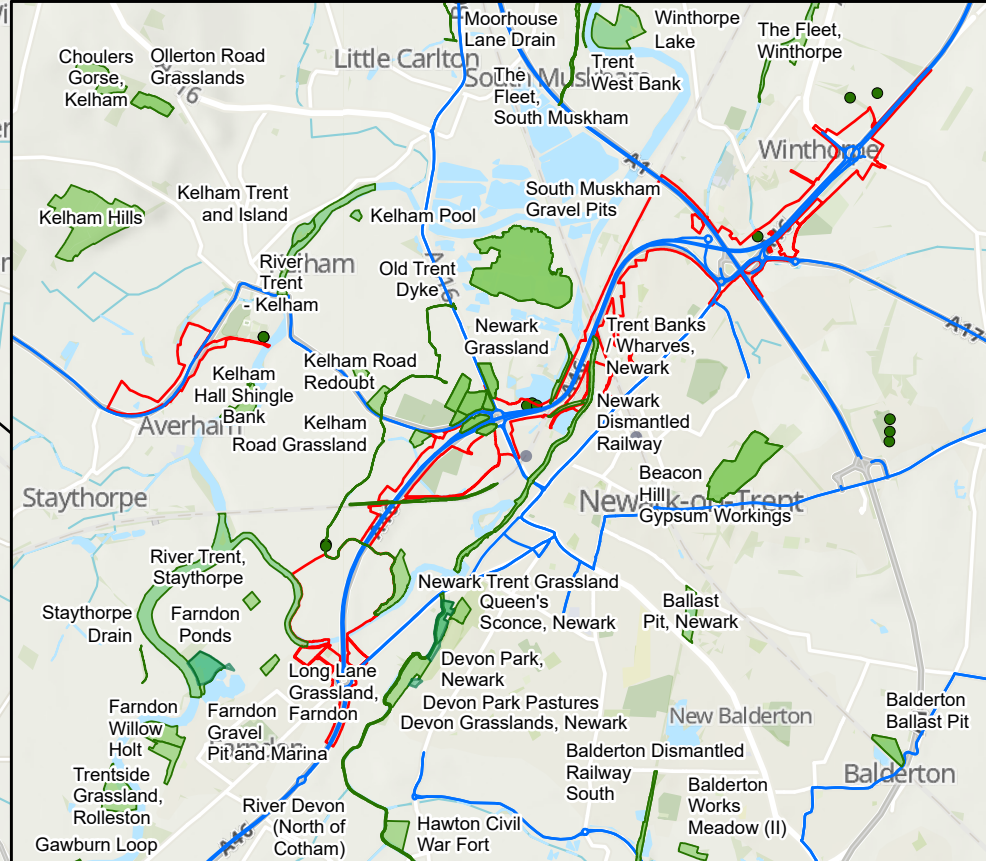 Moorhouse
Lane Drain
Winthorpe
Lake
The Fleet,
Winthorpe
Choulers
Gorse,
Kelham
Ollerton Road
Grasslands
Little Carlton
South Muskham
Trent
West Bank
The
Fleet,
South Muskham
A616
A1
Winthorpe
Kelham Hills
Kelham Trent
and Island
Kelham Pool
South Muskham
Gravel Pits
A46
River
Trent
- Kelham
Kelham
Old Trent
Dyke
A616
A17
Newark
Grassland
Trent Banks
/ Wharves,
Newark
Kelham Road
Redoubt
Kelham
Hall Shingle
Bank
A46
Averham
Kelham
Road Grassland
Newark
Dismantled
Railway
Beacon
Hill
Gypsum Workings
Newark-on-Trent
Staythorpe
A46
River Trent,
Staythorpe
Newark Trent Grassland
Queen's
Sconce, Newark
Ballast
Pit, Newark
Staythorpe
Drain
Farndon
Ponds
Long Lane
Grassland,
Farndon
Devon Park,
Newark
Devon Park Pastures
Devon Grasslands, Newark
New Balderton
Balderton
Ballast Pit
Farndon
Willow
Holt
Farndon
Gravel
Pit and Marina
Farndon
Balderton Dismantled
Railway
South
Balderton
Trentside
Grassland,
Rolleston
Balderton
Works
Meadow (II)
River Devon
(North of
Cotham)
Hawton Civil
War Fort
Gawburn Loop
A46